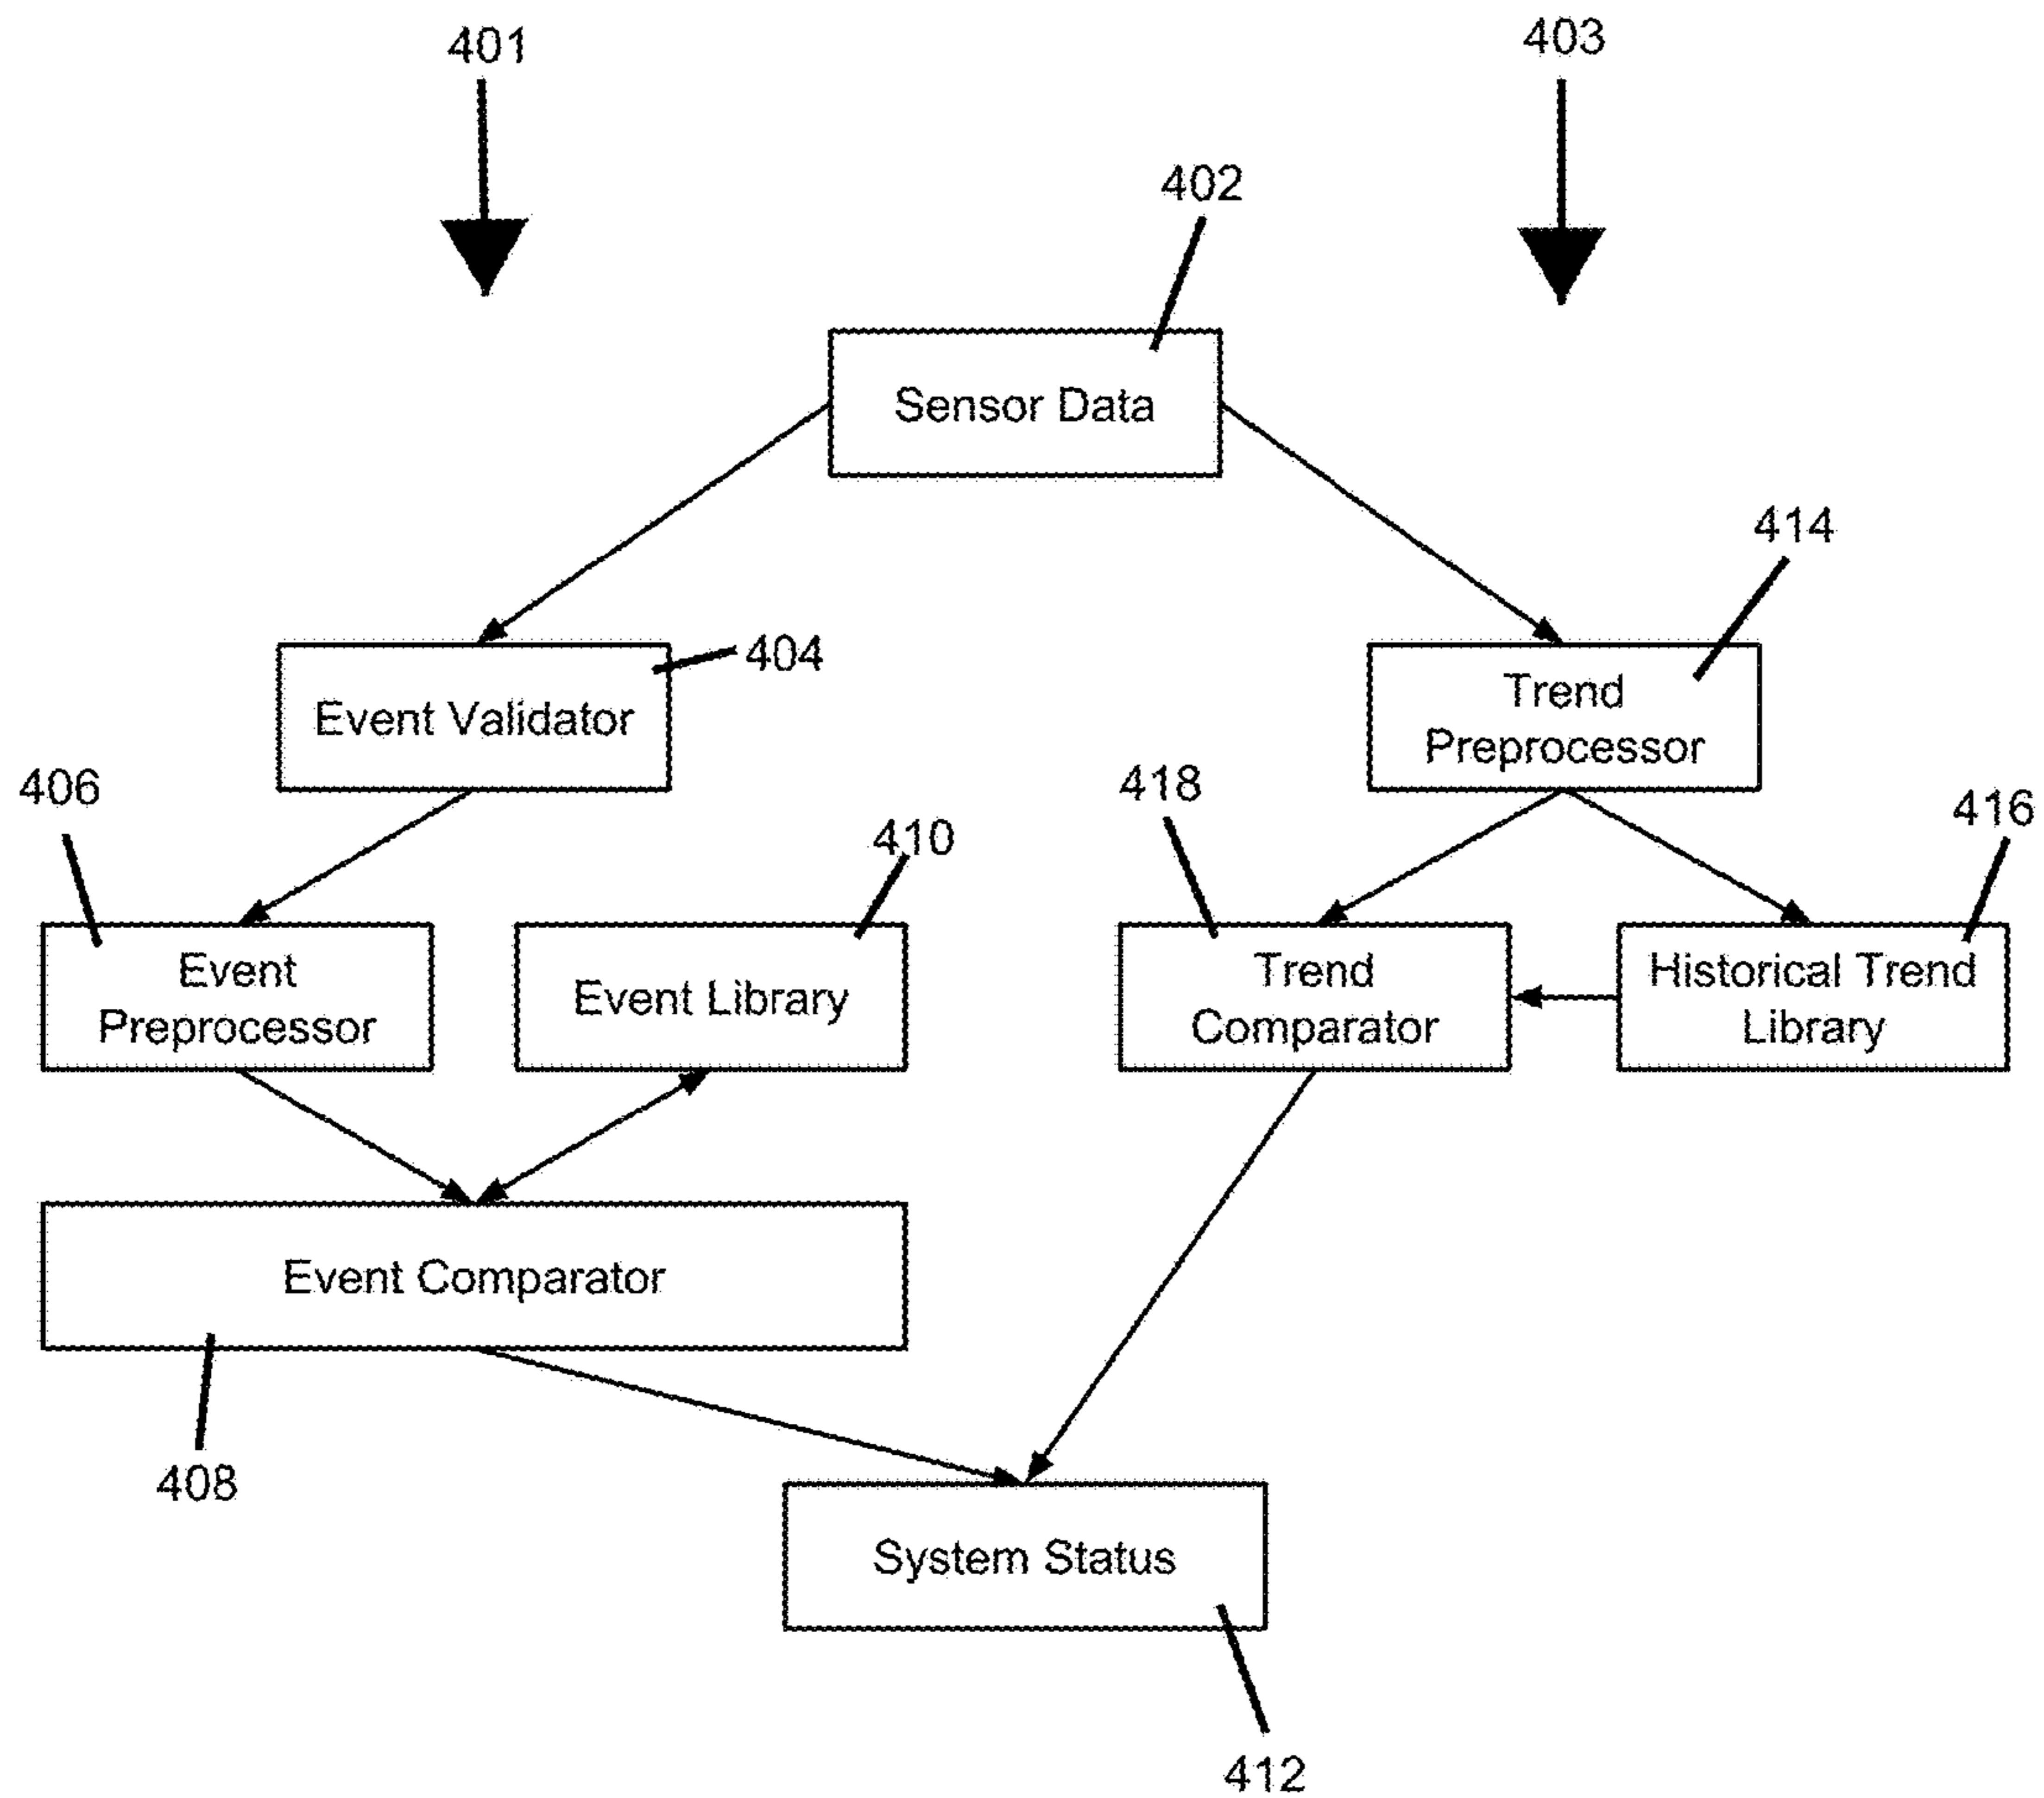 401
403
402
Sensor Data
414
404
Event Validator
Trend
Preprocessor
406
418
416
410
Event
Preprocessor
Event Library
Trend
Comparator
Historical Trend
Library
Event Comparator
408
System Status
412